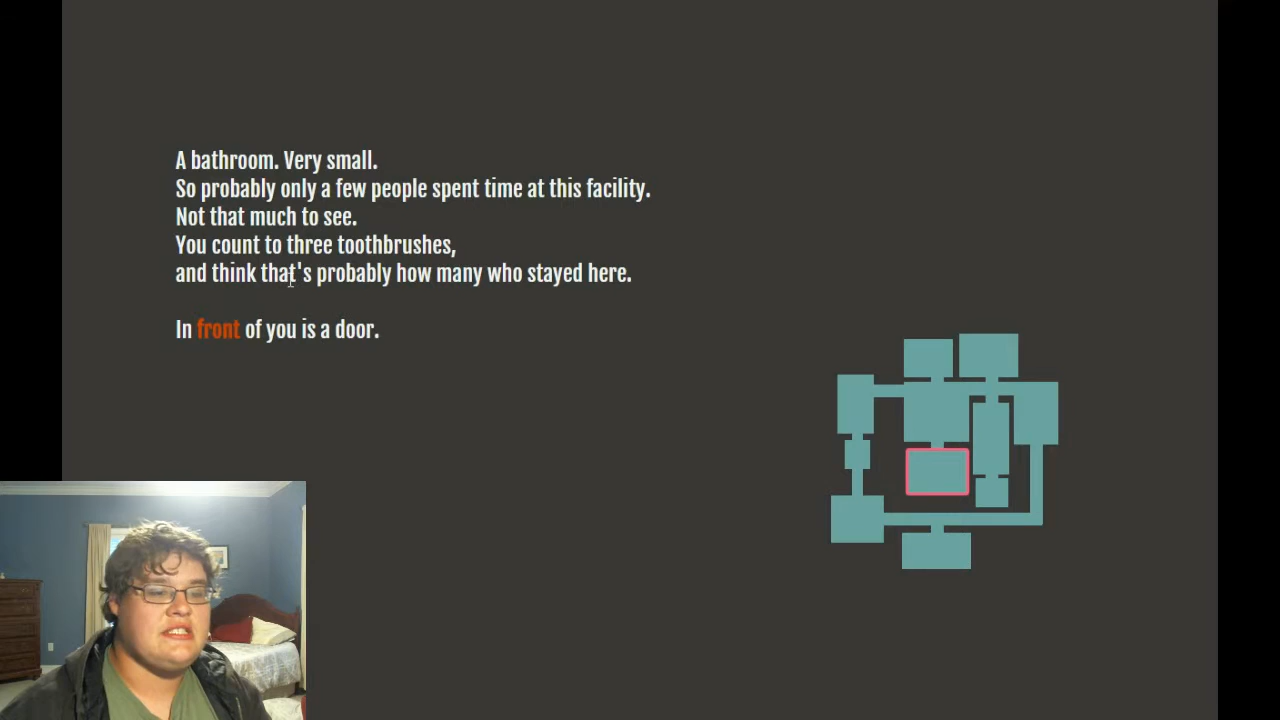 A bathroom. Very small.
So probably only a few people spent time at this facility.
Not that much to see.
You count to three toothbrushes,
and think that's probably how many who stayed here.
In front of you is a door.